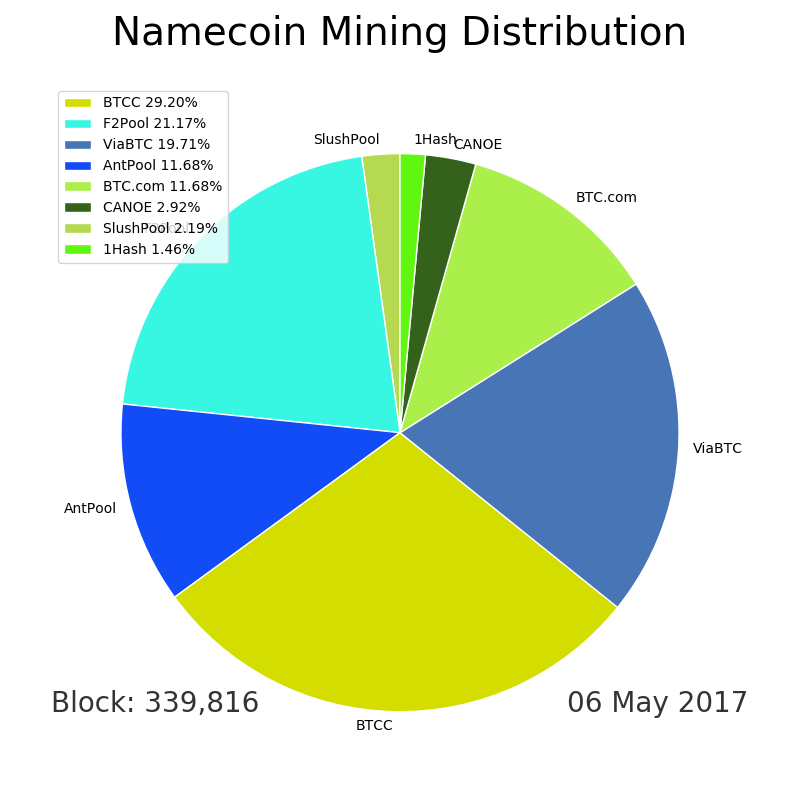 Namecoin Mining Distribution
BTCC 29.20%
F2Pool 21.17%
ViaBTC 19.71%
AntPool 11.68%
BTC.com 11.68%
CANOE 2.92%
SlushPool 2.19%
1Hash 1.46%
SlushPool
1Hash
CANOE
BTC.com
ViaBTC
AntPool
BTCC
Block: 339,816
06 May 2017